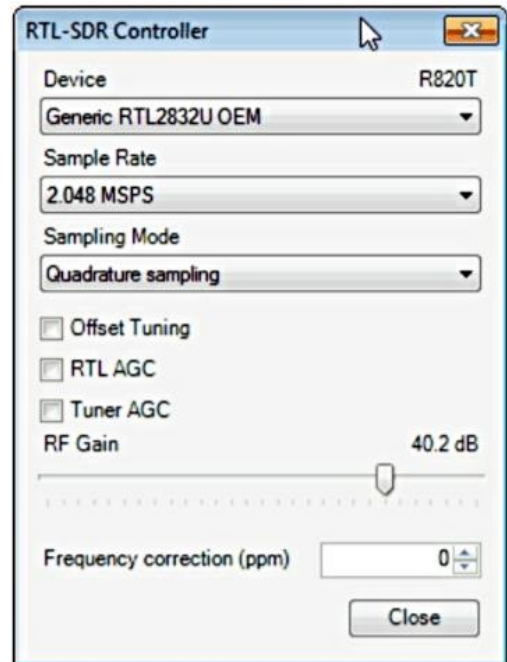 RTL-SDR Controller
Device R820T
Generic RTL2832U OEM
Sample Rate
2.048 MSPS
Sampling Mode
Quadrature sampling
Offset Tuning
RTL AGC
Tuner AGC
RF Gain 40.2 dB
Frequency correction (ppm) 0
Close